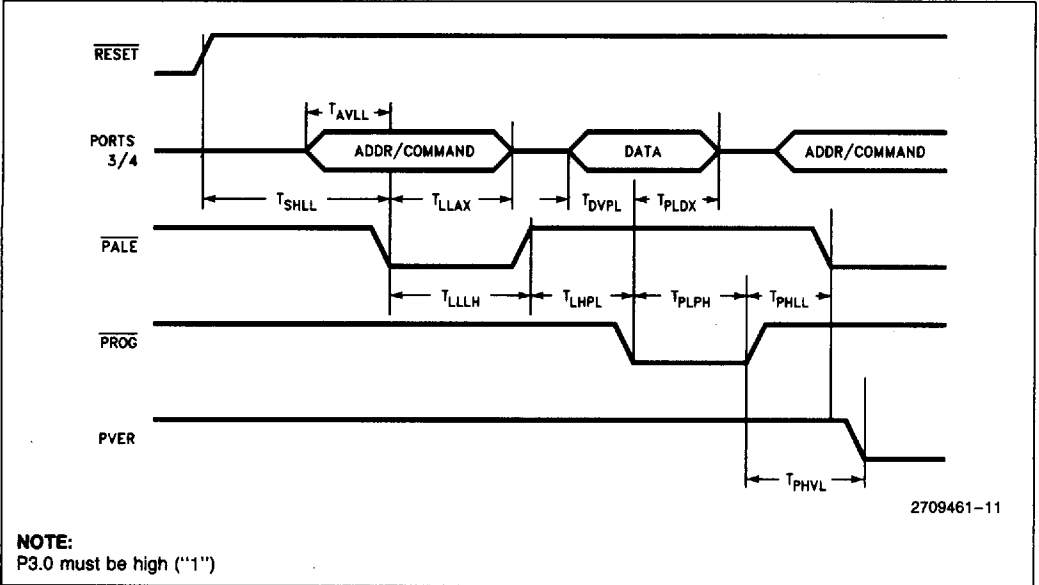 RESET
T_AVLL
PORTS 3/4
ADDR/COMMAND
DATA
ADDR/COMMAND
T_SHLL
T_LLAX
T_DVPL
T_PLDX
PALE
T_LLLH
T_LHPL
T_PLPH
T_PHLL
PROG
PVER
T_PHVL
2709461-11
NOTE:
P3.0 must be high ("1")